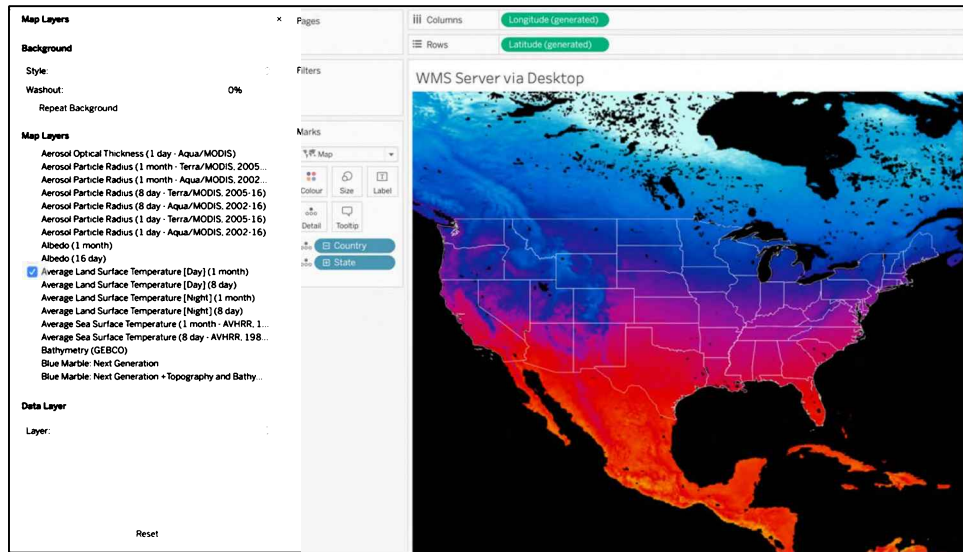 Map Layers
×
Background
Style:
Washout: 0%
Repeat Background
Map Layers
Aerosol Optical Thickness (1 day - Aqua/MODIS)
Aerosol Particle Radius (1 month - Terra/MODIS, 2005...
Aerosol Particle Radius (1 month - Aqua/MODIS, 2002...
Aerosol Particle Radius (8 day - Terra/MODIS, 2005-16)
Aerosol Particle Radius (8 day - Aqua/MODIS, 2002-16)
Aerosol Particle Radius (1 day - Terra/MODIS, 2005-16)
Aerosol Particle Radius (1 day - Aqua/MODIS, 2002-16)
Albedo (1 month)
Albedo (16 day)
Average Land Surface Temperature [Day] (1 month)
Average Land Surface Temperature [Day] (8 day)
Average Land Surface Temperature [Night] (1 month)
Average Land Surface Temperature [Night] (8 day)
Average Sea Surface Temperature (1 month - AVHRR, 1...
Average Sea Surface Temperature (8 day - AVHRR, 198...
Bathymetry (GEBCO)
Blue Marble: Next Generation
Blue Marble: Next Generation + Topography and Bathy...
Data Layer
Layer:
Reset
Pages
Filters
Marks
Map
Colour
Size
Label
Detail
Tooltip
Country
State
Columns
Longitude (generated)
Rows
Latitude (generated)
WMS Server via Desktop